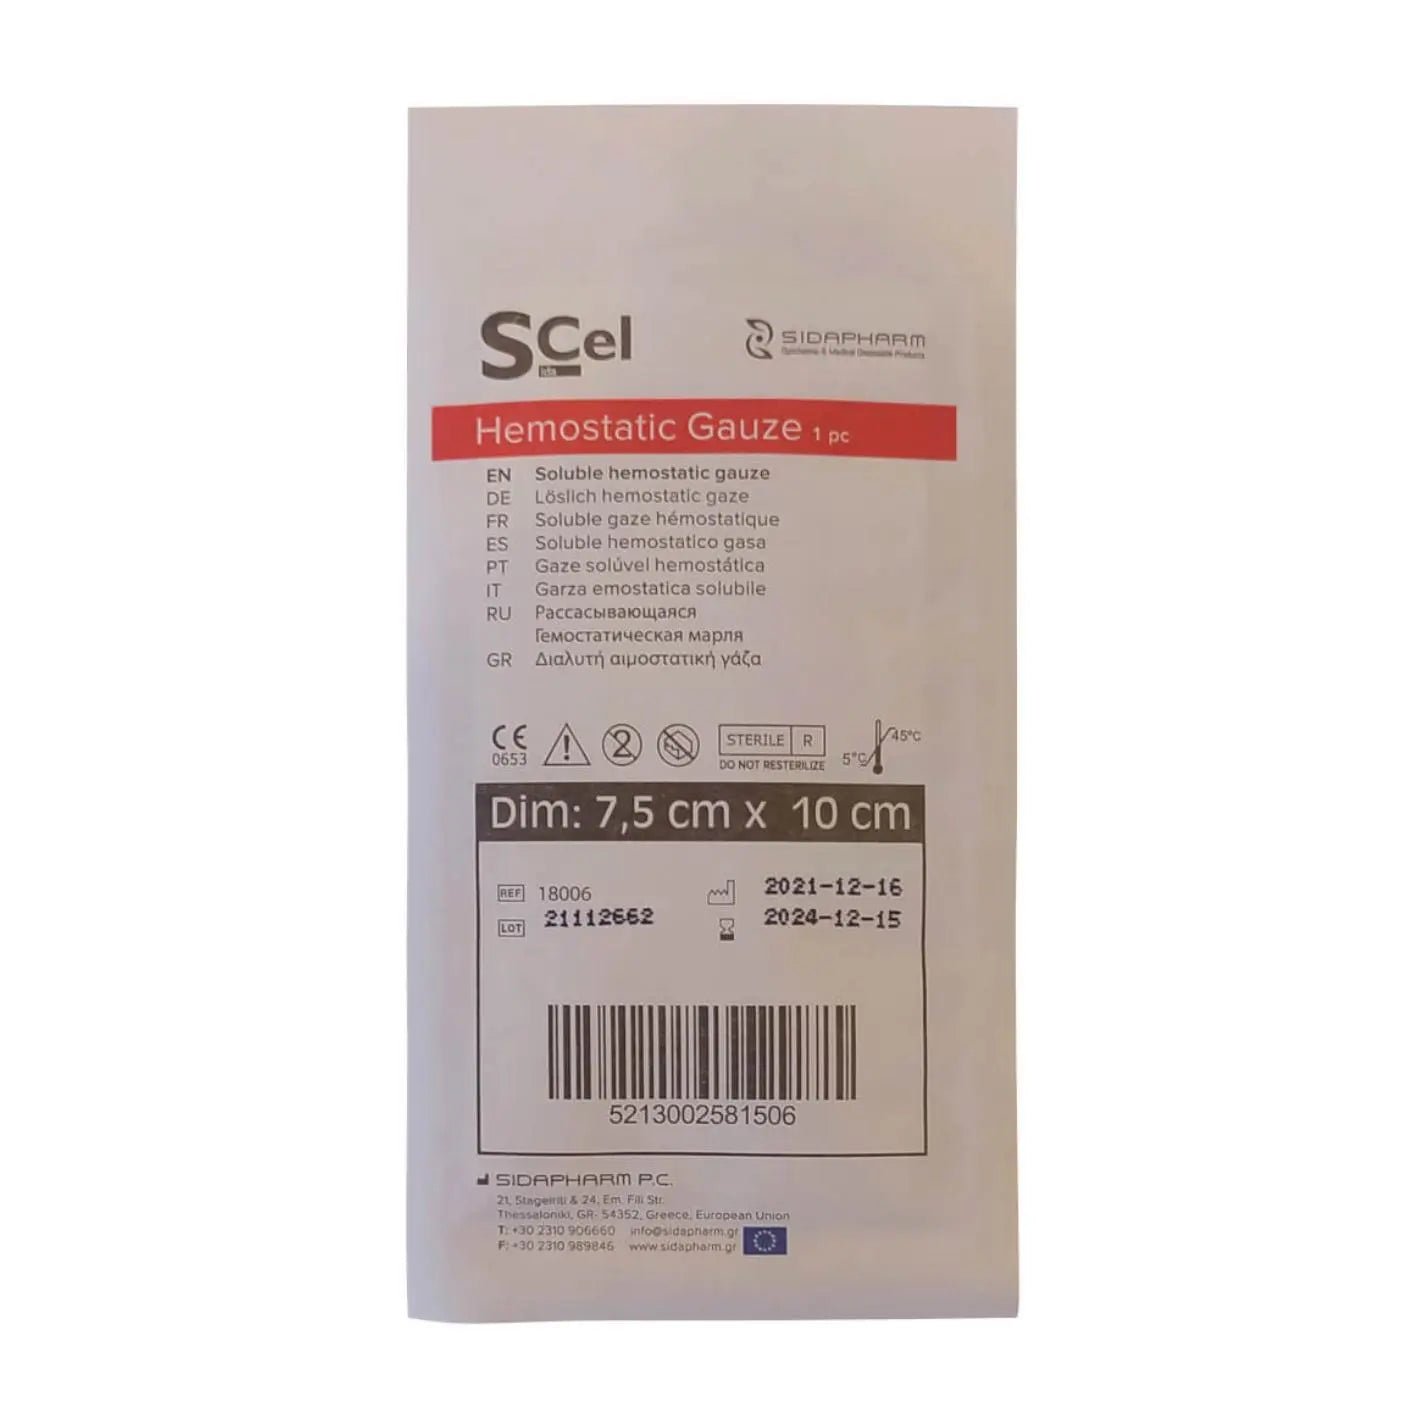 SCel
ida
SIDAPHARM
Hemostatic Gauze 1 pc
EN Soluble hemostatic gauze
DE Löslich hemostatic gaze
FR Soluble gaze hémostatique
ES Soluble hemostatico gasa
PT Gaze solúvel hemostática
IT Garza emostatica solubile
RU Рассасывающаяся
Гемостатическая марля
GR Διαλυτή αιμοστατική γάζα
CE
0653
2
STERILE R
DO NOT RESTERILIZE
5°C
45°C
Dim: 7,5 cm x 10 cm
REF 18006
2021-12-16
LOT 21112662
2024-12-15
5213002581506
SIDAPHARM P.C.
21, Stageiriti & 24, Em. Fili Str.
Thessaloniki, GR- 54352, Greece, European Union
T: +30 2310 906660 info@sidapharm.gr
F: +30 2310 989846 www.sidapharm.gr